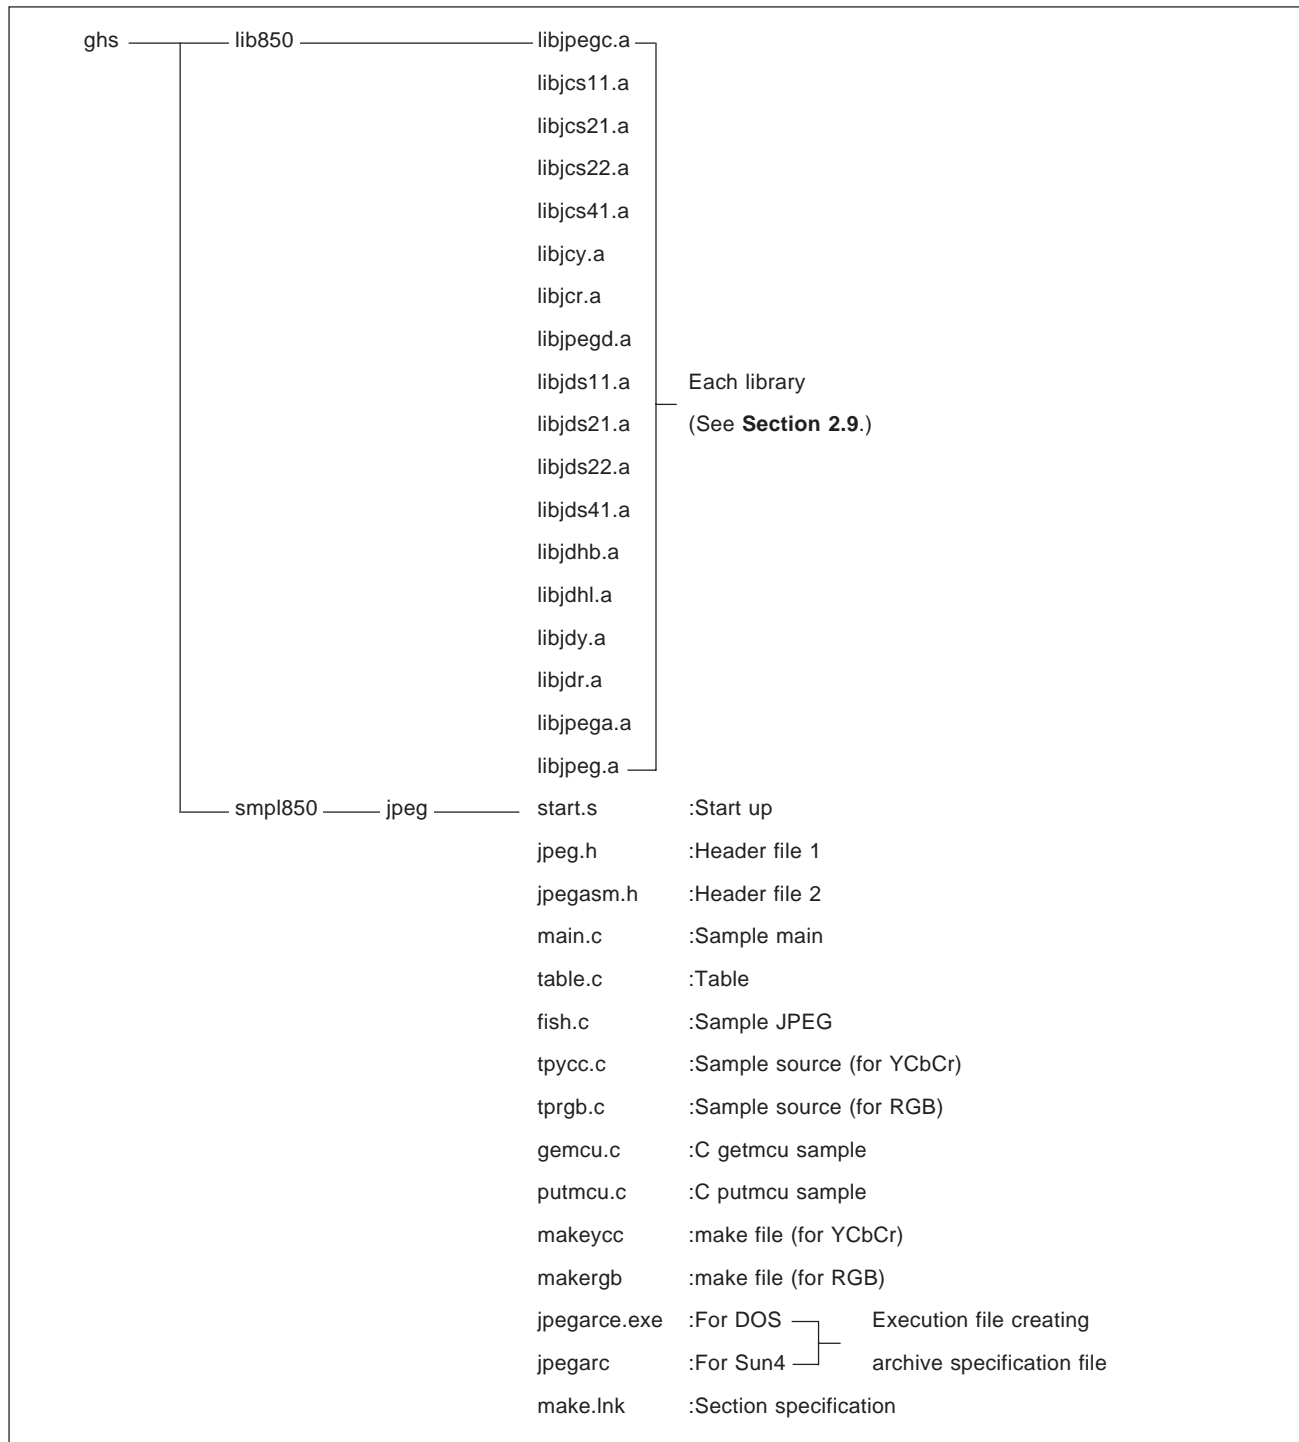 ghs lib850 libjpegc.a
libjcs11.a
libjcs21.a
libjcs22.a
libjcs41.a
libjcy.a
libjcr.a
libjpegd.a
libjds11.a Each library
libjds21.a (See Section 2.9.)
libjds22.a
libjds41.a
libjdhb.a
libjdhl.a
libjdy.a
libjdr.a
libjpega.a
libjpeg.a
smpl850 jpeg start.s :Start up
jpeg.h :Header file 1
jpegasm.h :Header file 2
main.c :Sample main
table.c :Table
fish.c :Sample JPEG
tpycc.c :Sample source (for YCbCr)
tprgb.c :Sample source (for RGB)
gemcu.c :C getmcu sample
putmcu.c :C putmcu sample
makeycc :make file (for YCbCr)
makergb :make file (for RGB)
jpegarce.exe :For DOS Execution file creating
jpegarc :For Sun4 archive specification file
make.lnk :Section specification